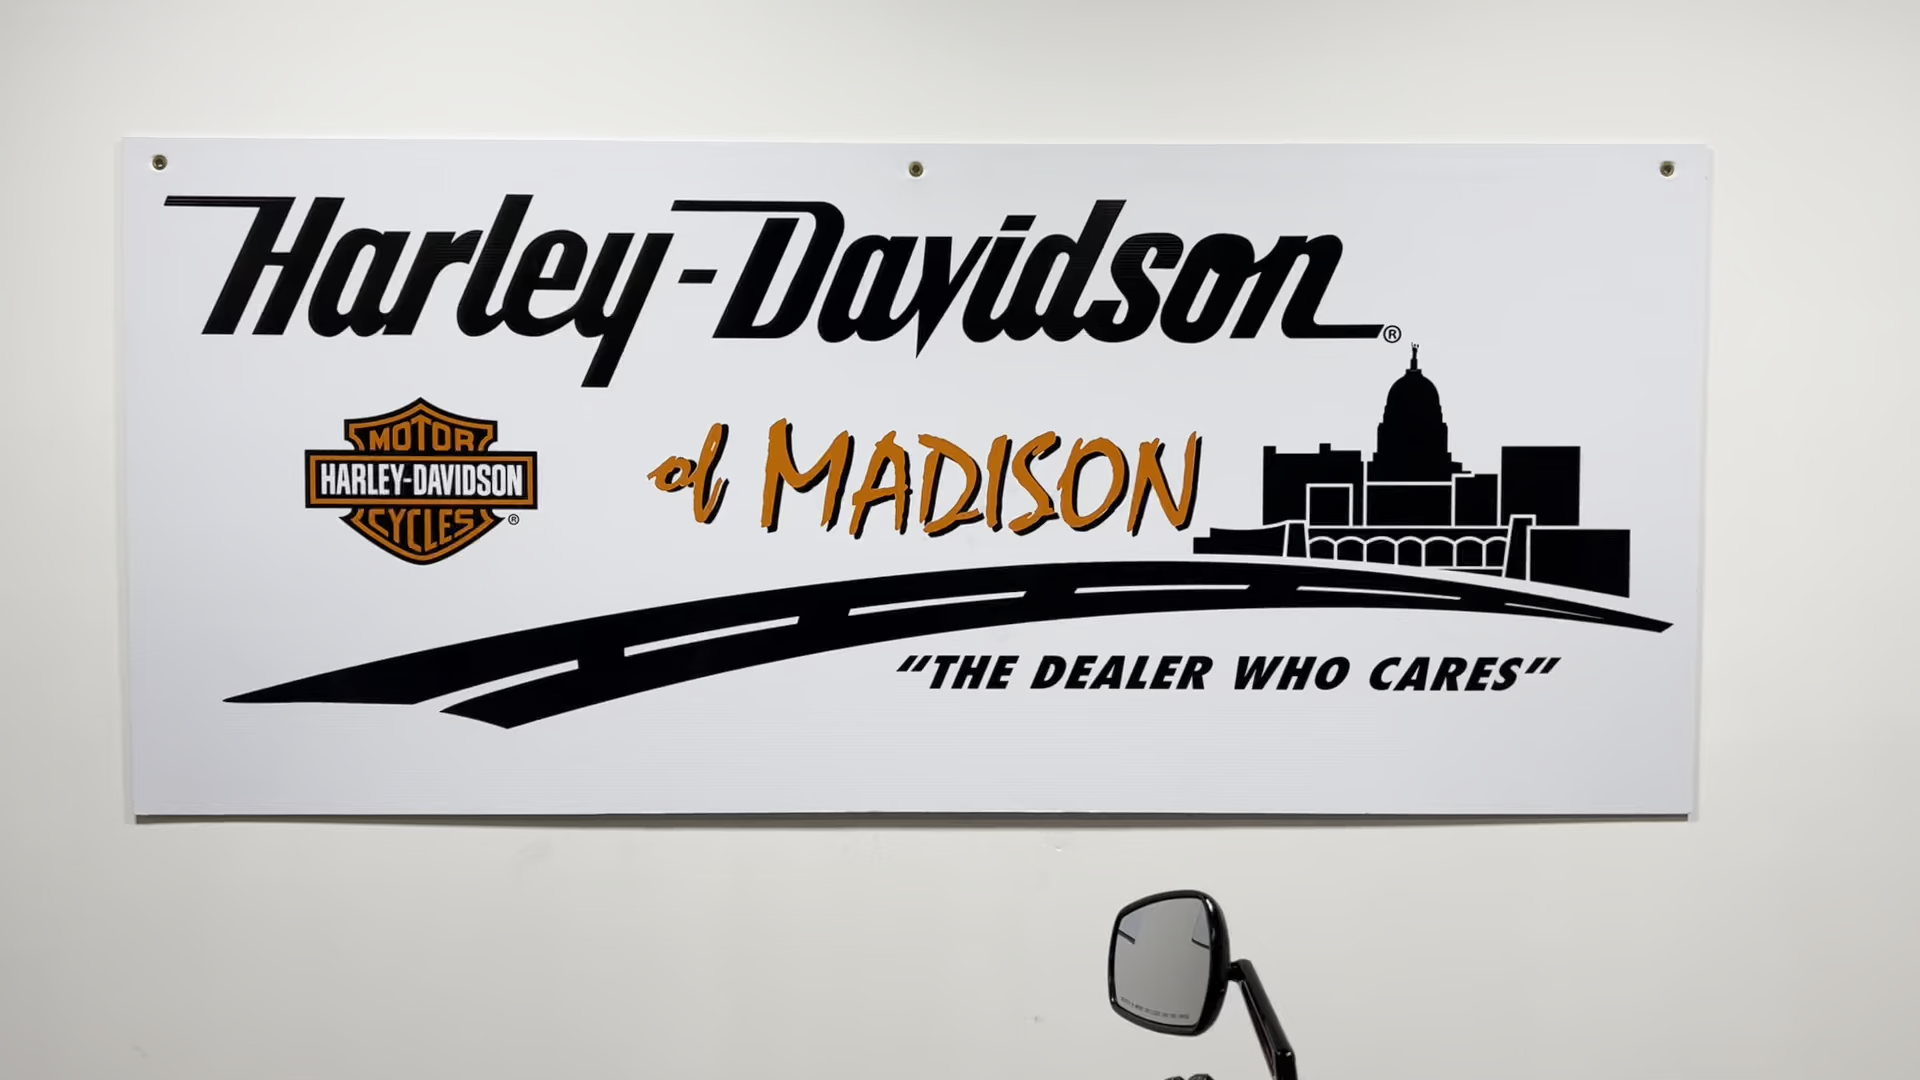 Harley-Davidson®
MOTOR
HARLEY-DAVIDSON
CYCLES®
of MADISON
"THE DEALER WHO CARES"